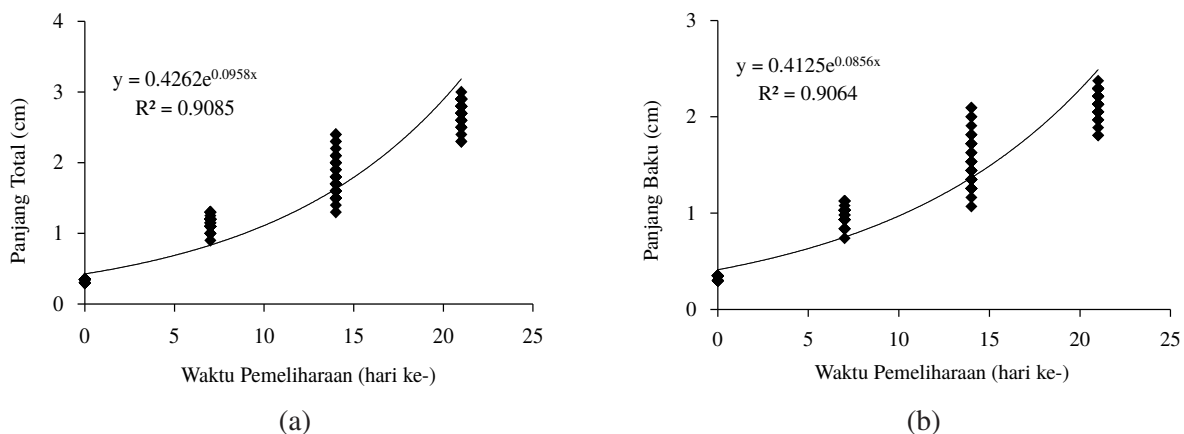 4
3
2
1
0
Panjang Total (cm)
y = 0.4262e^0.0958x
R² = 0.9085
0 5 10 15 20 25
Waktu Pemeliharaan (hari ke-)
(a)
3
2
1
0
Panjang Baku (cm)
y = 0.4125e^0.0856x
R² = 0.9064
0 5 10 15 20 25
Waktu Pemeliharaan (hari ke-)
(b)